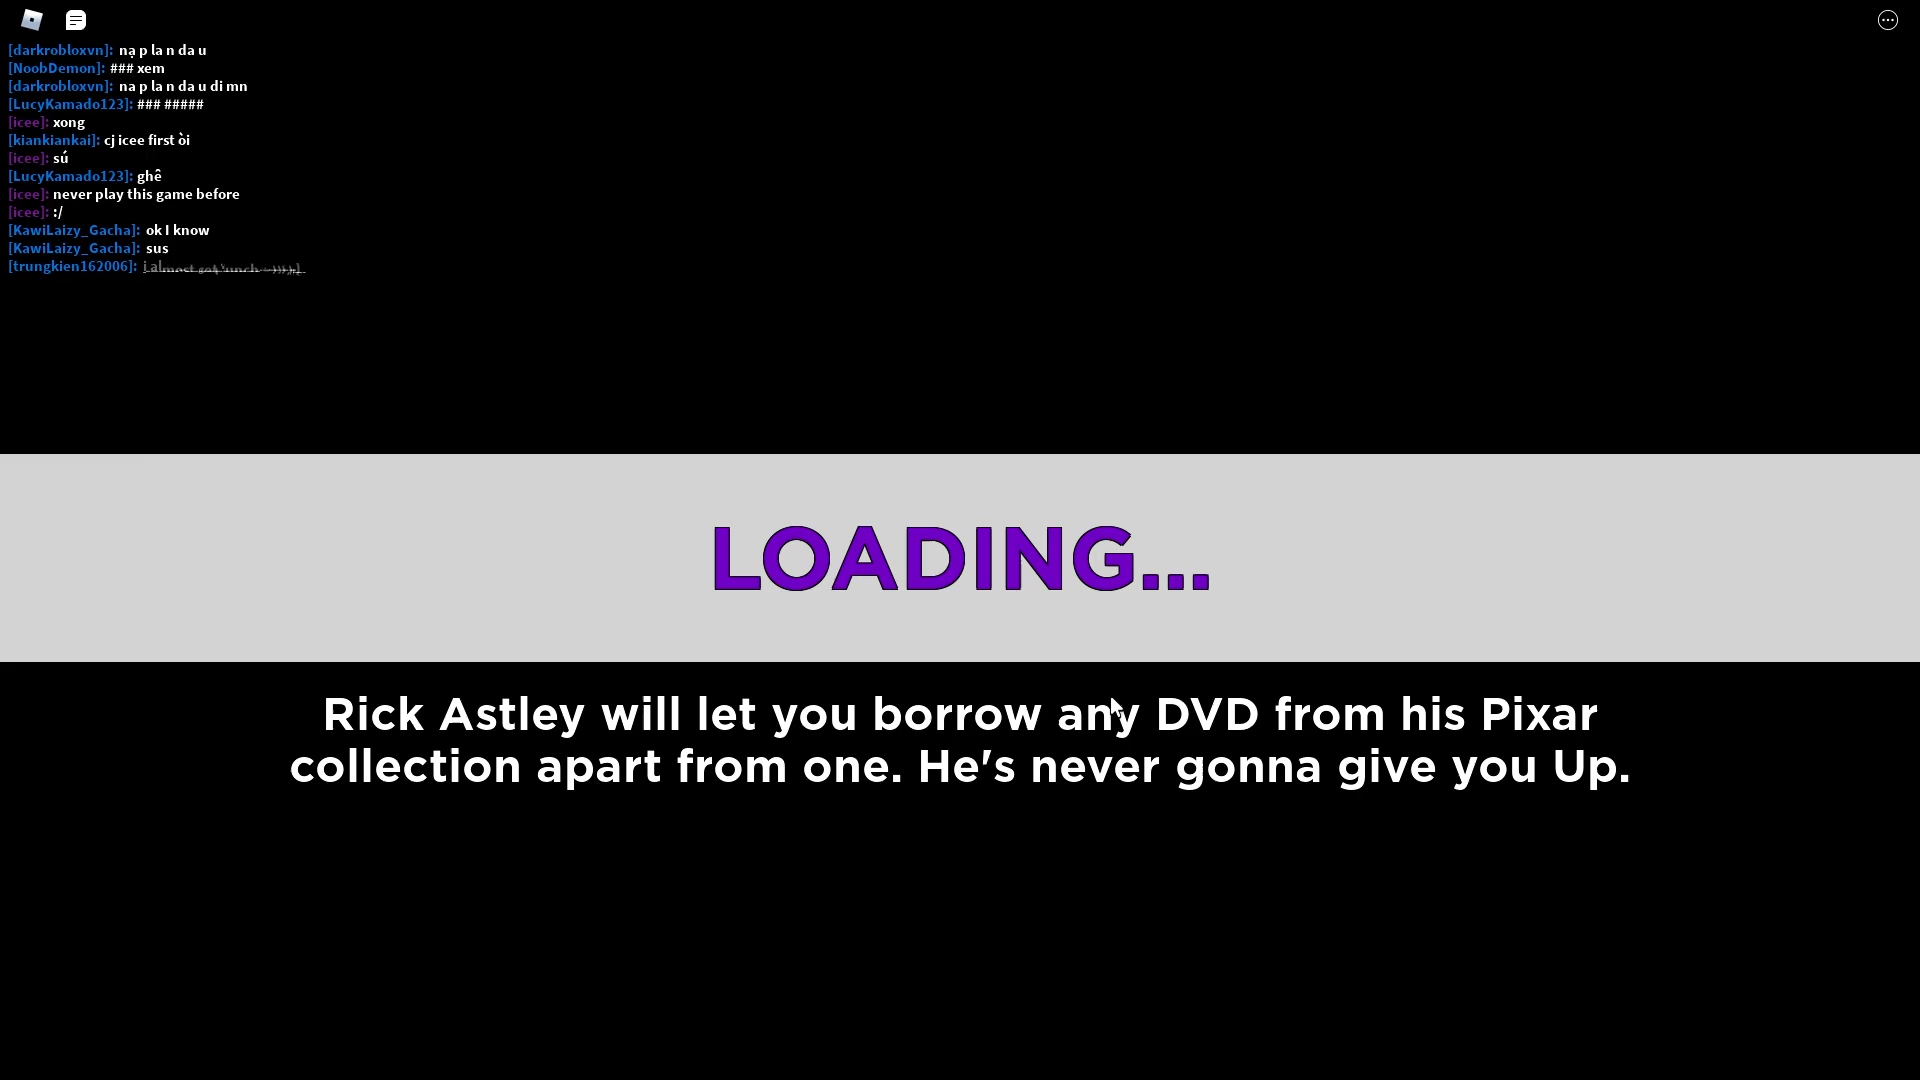 [darkrobloxvn]: nạ p la n da u
[NoobDemon]: ### xem
[darkrobloxvn]: na p la n da u di mn
[LucyKamado123]: ### #####
[icee]: xong
[kiankiankai]: cj icee first òi
[icee]: sú
[LucyKamado123]: ghê
[icee]: never play this game before
[icee]: :/
[KawiLaizy_Gacha]: ok I know
[KawiLaizy_Gacha]: sus
[trungkien162006]: i almost got
LOADING...
Rick Astley will let you borrow any DVD from his Pixar
collection apart from one. He's never gonna give you Up.